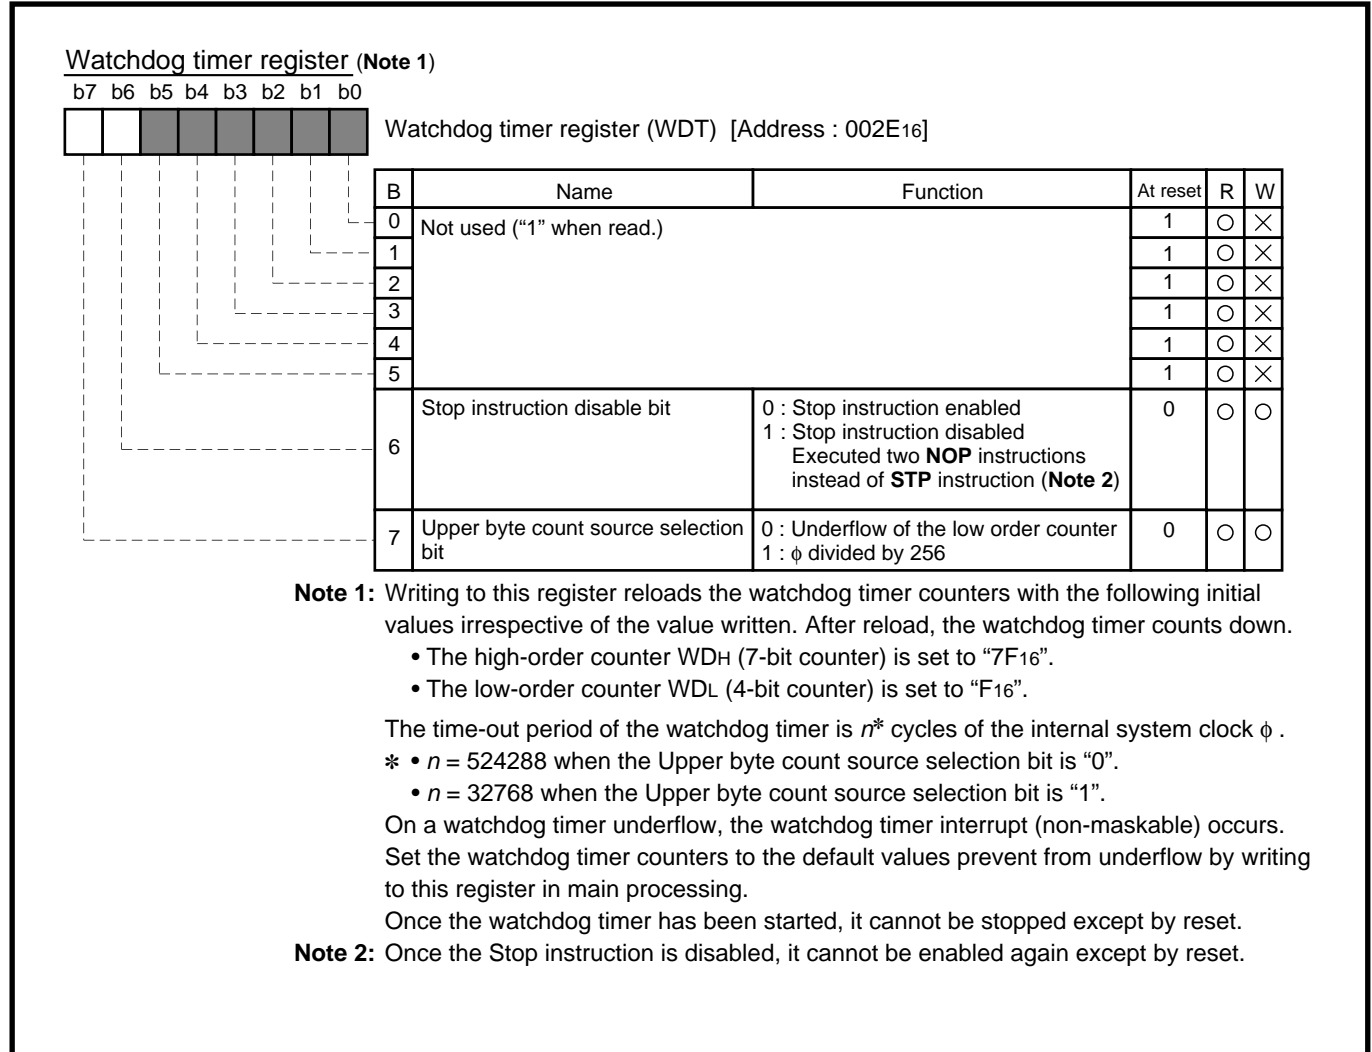 Watchdog timer register (Note 1)
b7 b6 b5 b4 b3 b2 b1 b0
Watchdog timer register (WDT) [Address : 002E16]
B Name Function At reset R W
0 Not used (“1” when read.) 1 ○ ×
1 1 ○ ×
2 1 ○ ×
3 1 ○ ×
4 1 ○ ×
5 1 ○ ×
6 Stop instruction disable bit 0 : Stop instruction enabled 0 ○ ○
1 : Stop instruction disabled
Executed two NOP instructions
instead of STP instruction (Note 2)
7 Upper byte count source selection 0 : Underflow of the low order counter 0 ○ ○
bit 1 : φ divided by 256
Note 1: Writing to this register reloads the watchdog timer counters with the following initial
values irrespective of the value written. After reload, the watchdog timer counts down.
• The high-order counter WDH (7-bit counter) is set to “7F16”.
• The low-order counter WDL (4-bit counter) is set to “F16”.
The time-out period of the watchdog timer is n* cycles of the internal system clock φ .
* • n = 524288 when the Upper byte count source selection bit is “0”.
• n = 32768 when the Upper byte count source selection bit is “1”.
On a watchdog timer underflow, the watchdog timer interrupt (non-maskable) occurs.
Set the watchdog timer counters to the default values prevent from underflow by writing
to this register in main processing.
Once the watchdog timer has been started, it cannot be stopped except by reset.
Note 2: Once the Stop instruction is disabled, it cannot be enabled again except by reset.